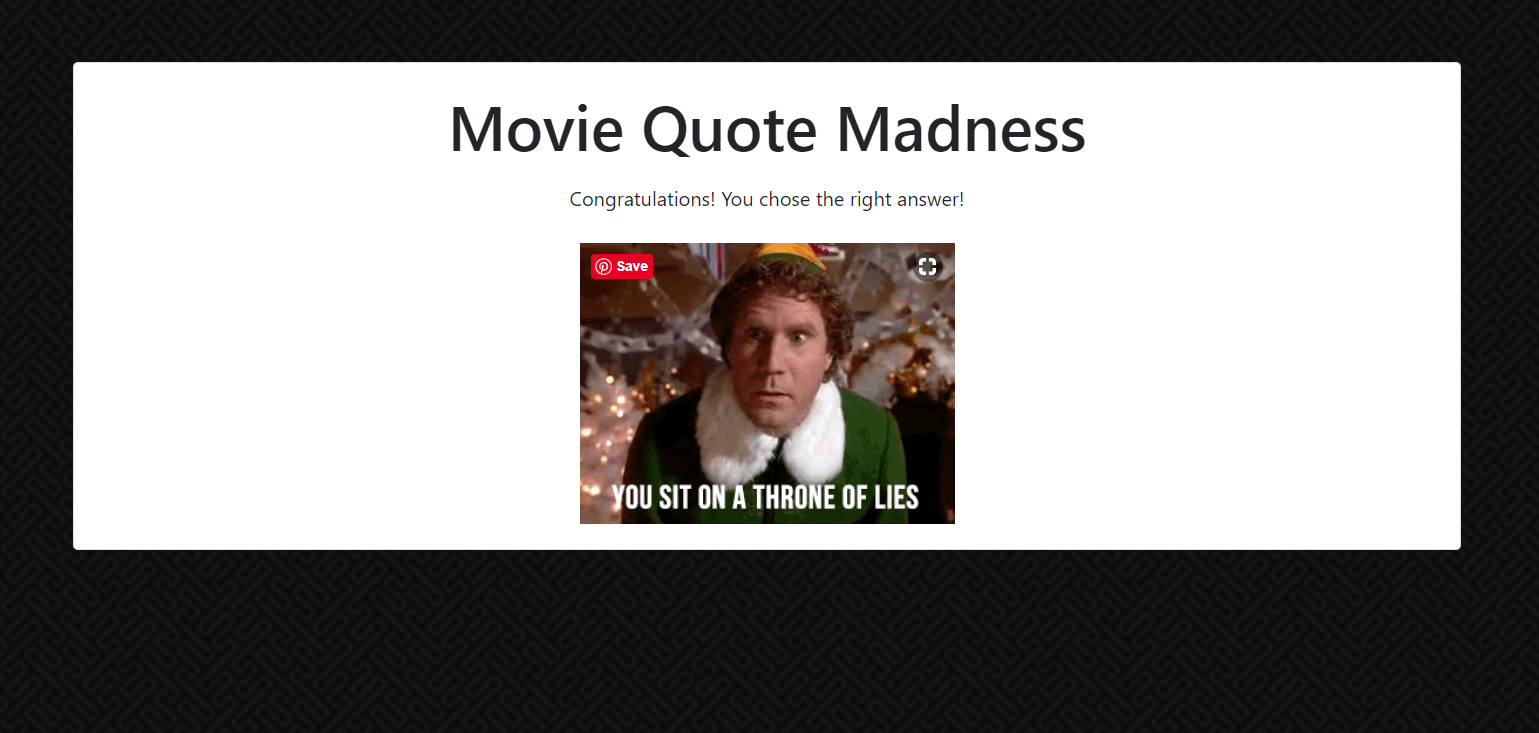 Movie Quote Madness
Congratulations! You chose the right answer!
Save
YOU SIT ON A THRONE OF LIES